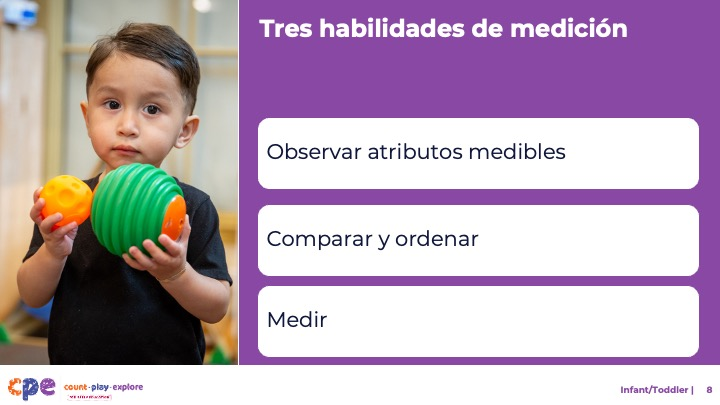 Tres habilidades de medición
Observar atributos medibles
Comparar y ordenar
Medir
cpe
count·play·explore
Infant/Toddler | 8